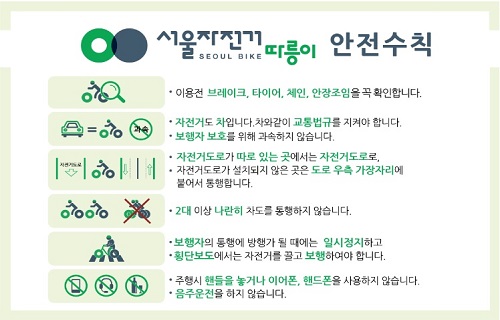 서울자전거 따릉이 안전수칙
SEOUL BIKE
• 이용전 브레이크, 타이어, 체인, 안장조임을 꼭 확인합니다.
과속
• 자전거도 차입니다.차와같이 교통법규를 지켜야 합니다.
• 보행자 보호를 위해 과속하지 않습니다.
자전거도로
• 자전거도로가 따로 있는 곳에서는 자전거도로로,
• 자전거도로가 설치되지 않은 곳은 도로 우측 가장자리에
붙어서 통행합니다.
• 2대 이상 나란히 차도를 통행하지 않습니다.
• 보행자의 통행에 방행가 될 때에는 일시정지하고
• 횡단보도에서는 자전거를 끌고 보행하여야 합니다.
• 주행시 핸들을 놓거나 이어폰, 핸드폰을 사용하지 않습니다.
• 음주운전을 하지 않습니다.